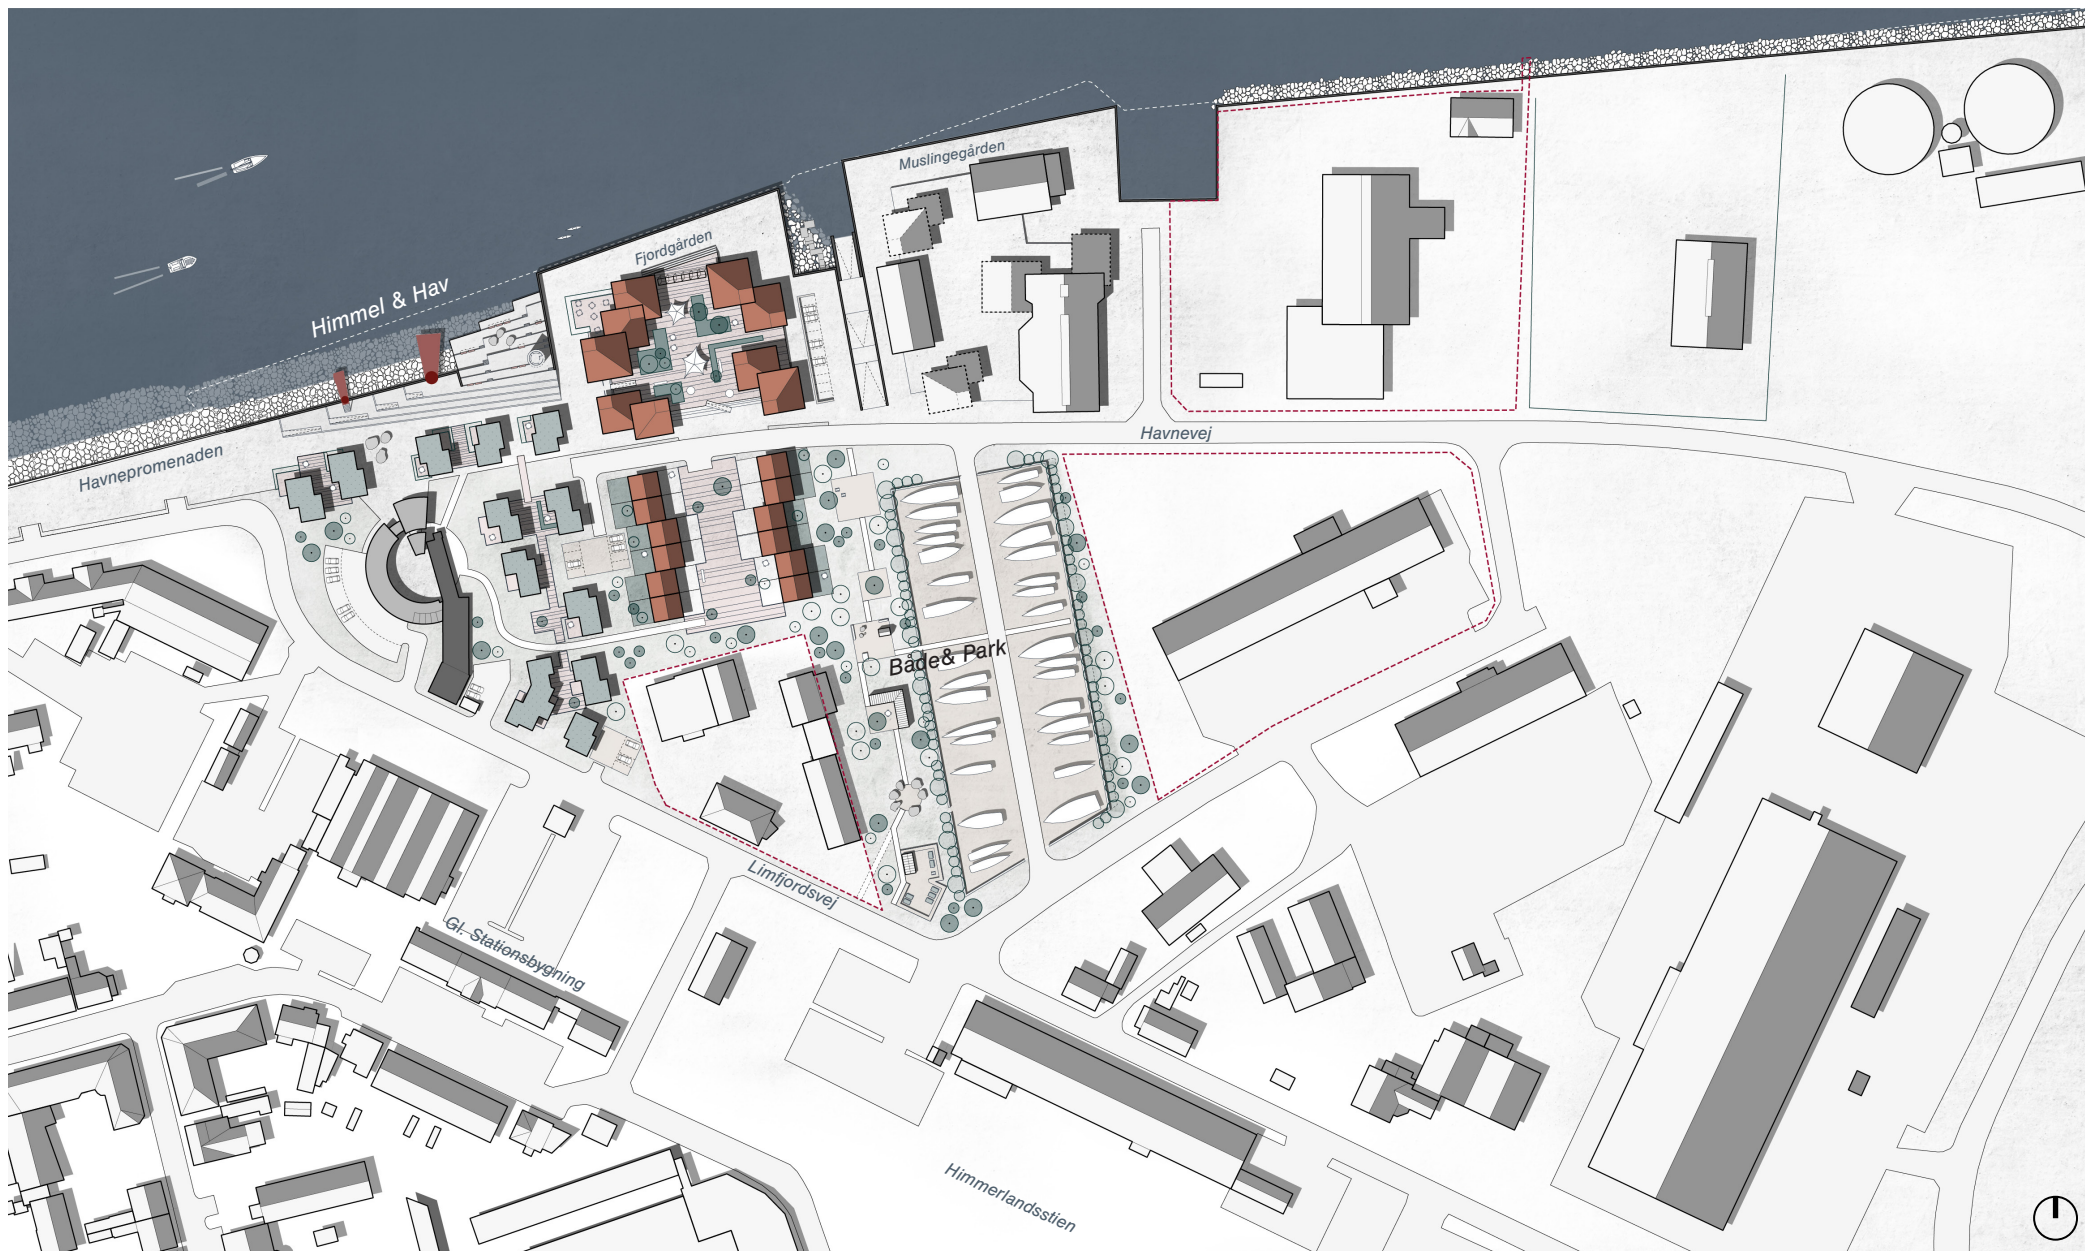 Muslingegården
Fjordgården
Himmel & Hav
Havnevej
Havnepromenaden
Både& Park
Limfjordsvej
Gl. Stationsbygning
Himmerlandsstien